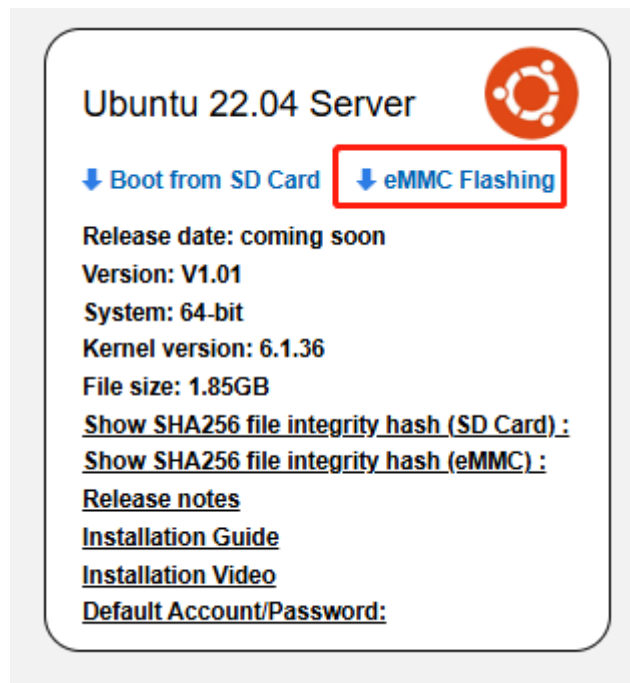 Ubuntu 22.04 Server
Boot from SD Card eMMC Flashing
Release date: coming soon
Version: V1.01
System: 64-bit
Kernel version: 6.1.36
File size: 1.85GB
Show SHA256 file integrity hash (SD Card) :
Show SHA256 file integrity hash (eMMC) :
Release notes
Installation Guide
Installation Video
Default Account/Password: